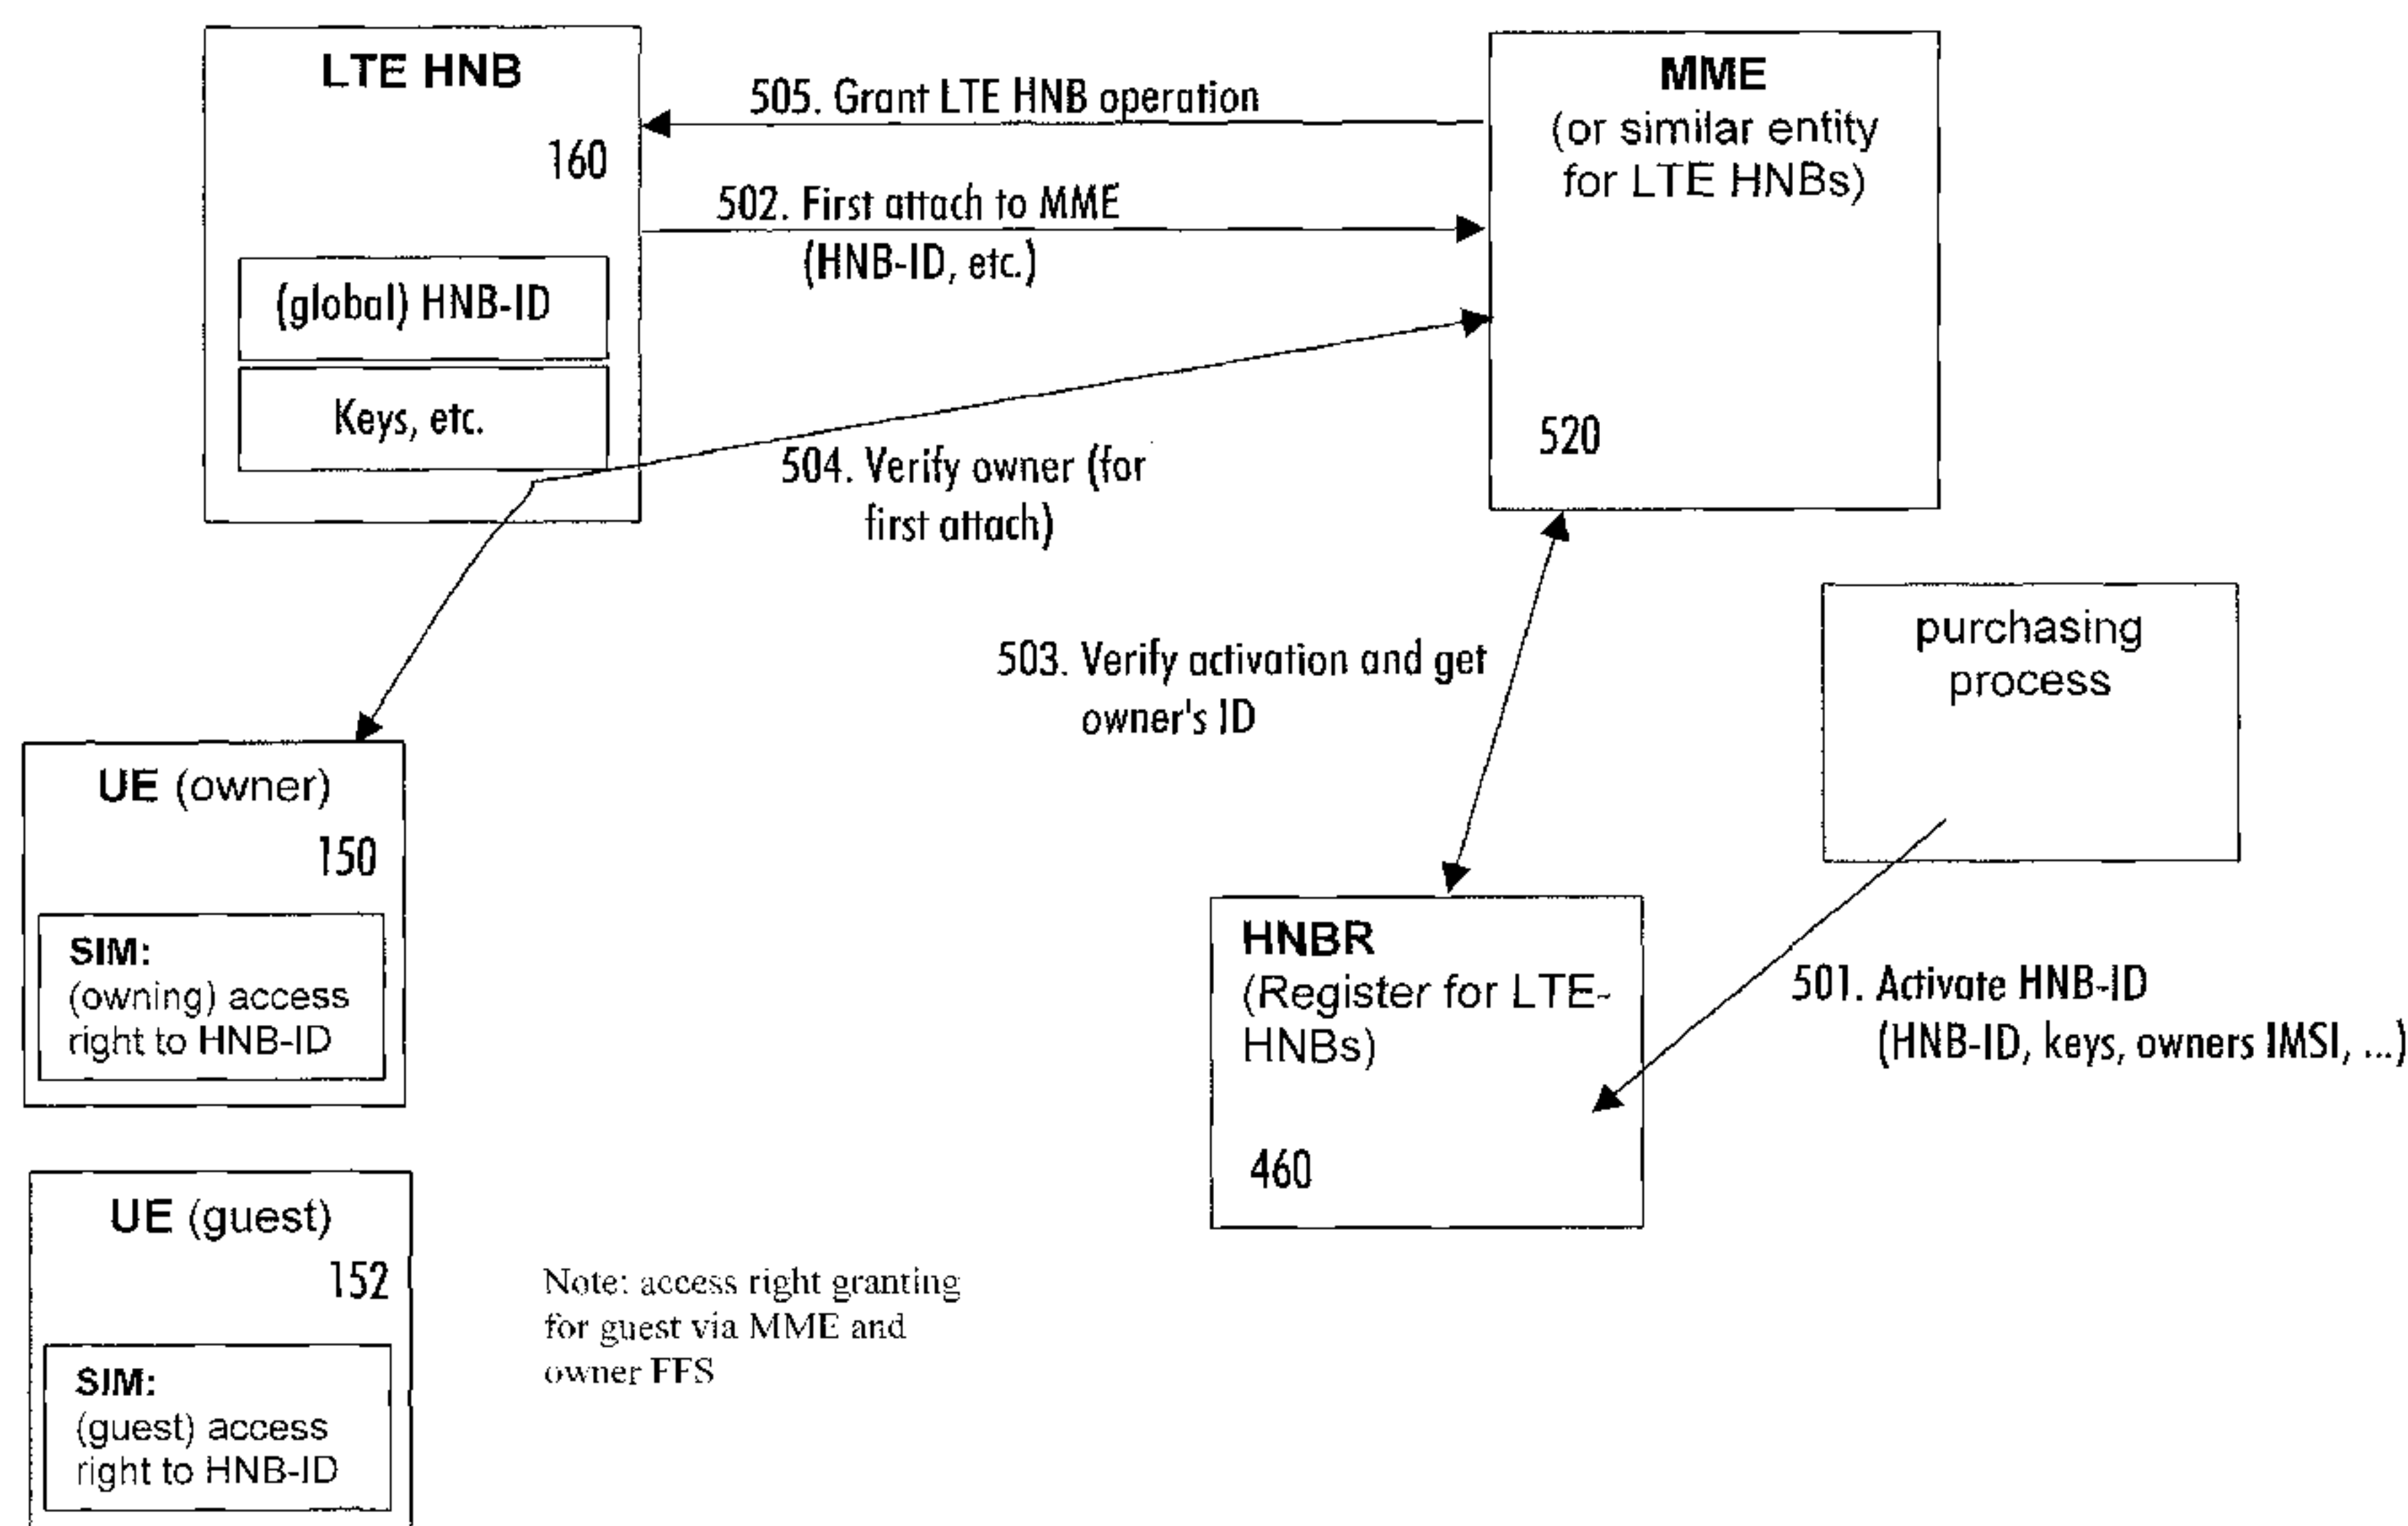 LTE HNB
160
(global) HNB-ID
Keys, etc.
505. Grant LTE HNB operation
502. First attach to MME
(HNB-ID, etc.)
MME
(or similar entity
for LTE HNBs)
520
504. Verify owner (for
first attach)
503. Verify activation and get
owner's ID
purchasing
process
UE (owner)
150
SIM:
(owning) access
right to HNB-ID
HNBR
(Register for LTE-
HNBs)
460
501. Activate HNB-ID
(HNB-ID, keys, owners IMSI, ...)
UE (guest)
152
SIM:
(guest) access
right to HNB-ID
Note: access right granting
for guest via MME and
owner FFS